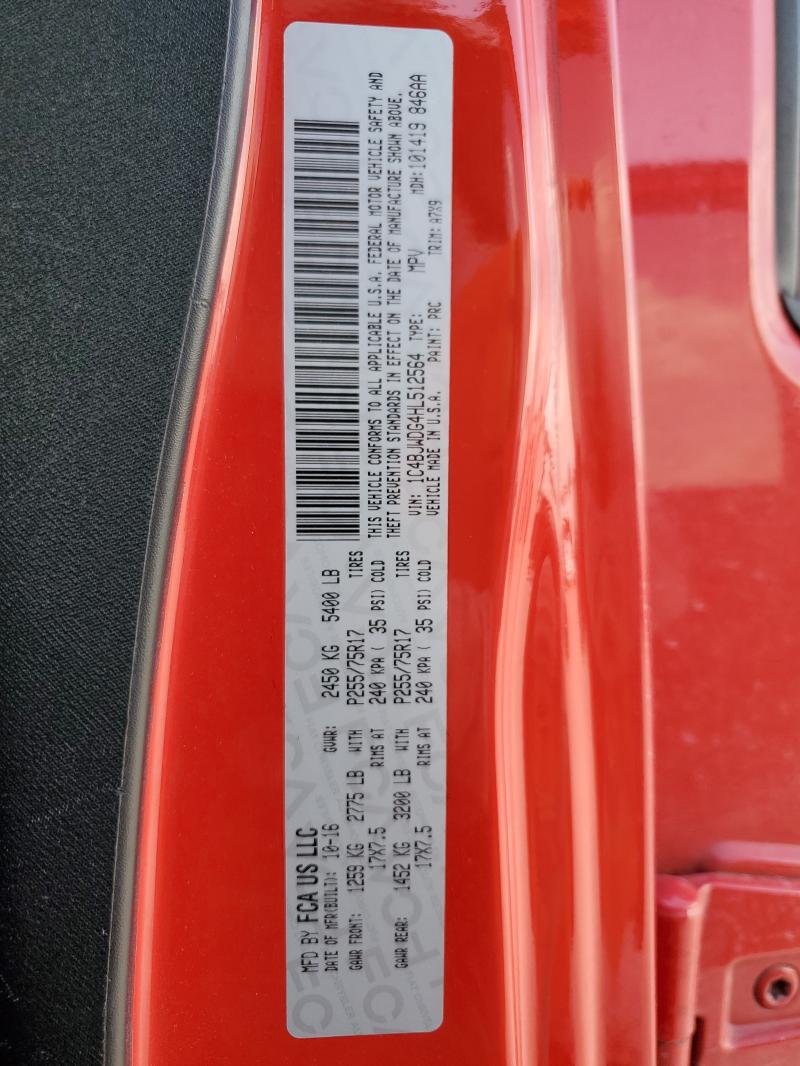 MFD BY FCA US LLC
DATE OF MFR(BUILT): 10-16 GVWR: 2450 KG 5400 LB
GAWR FRONT: 1259 KG 2775 LB WITH P255/75R17 TIRES
17X7.5 RIMS AT 240 KPA ( 35 PSI) COLD
GAWR REAR: 1452 KG 3200 LB WITH P255/75R17 TIRES
17X7.5 RIMS AT 240 KPA ( 35 PSI) COLD
THIS VEHICLE CONFORMS TO ALL APPLICABLE U.S.A. FEDERAL MOTOR VEHICLE SAFETY AND
THEFT PREVENTION STANDARDS IN EFFECT ON THE DATE OF MANUFACTURE SHOWN ABOVE.
VIN: 1C4BJWDG4HL512564 TYPE: MPV MDH: 101419 846AA
VEHICLE MADE IN U.S.A. PAINT: PRC TRIM: A7X9